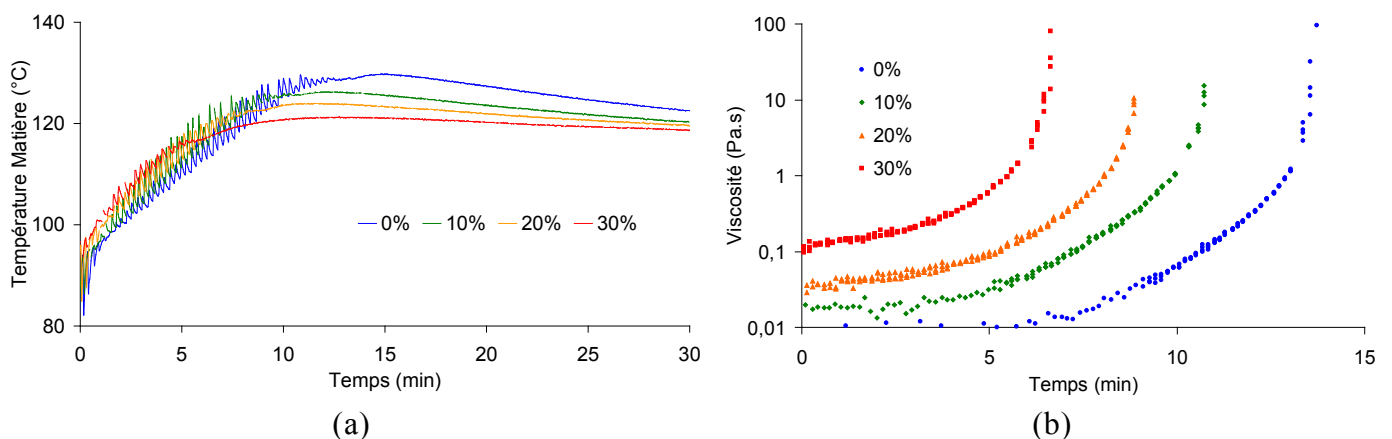 140
120
100
80
Température Matière (°C)
0% 10% 20% 30%
0 5 10 15 20 25 30
Temps (min)
(a)
100
10
1
0,1
0,01
Viscosité (Pa.s)
0%
10%
20%
30%
0 5 10 15
Temps (min)
(b)